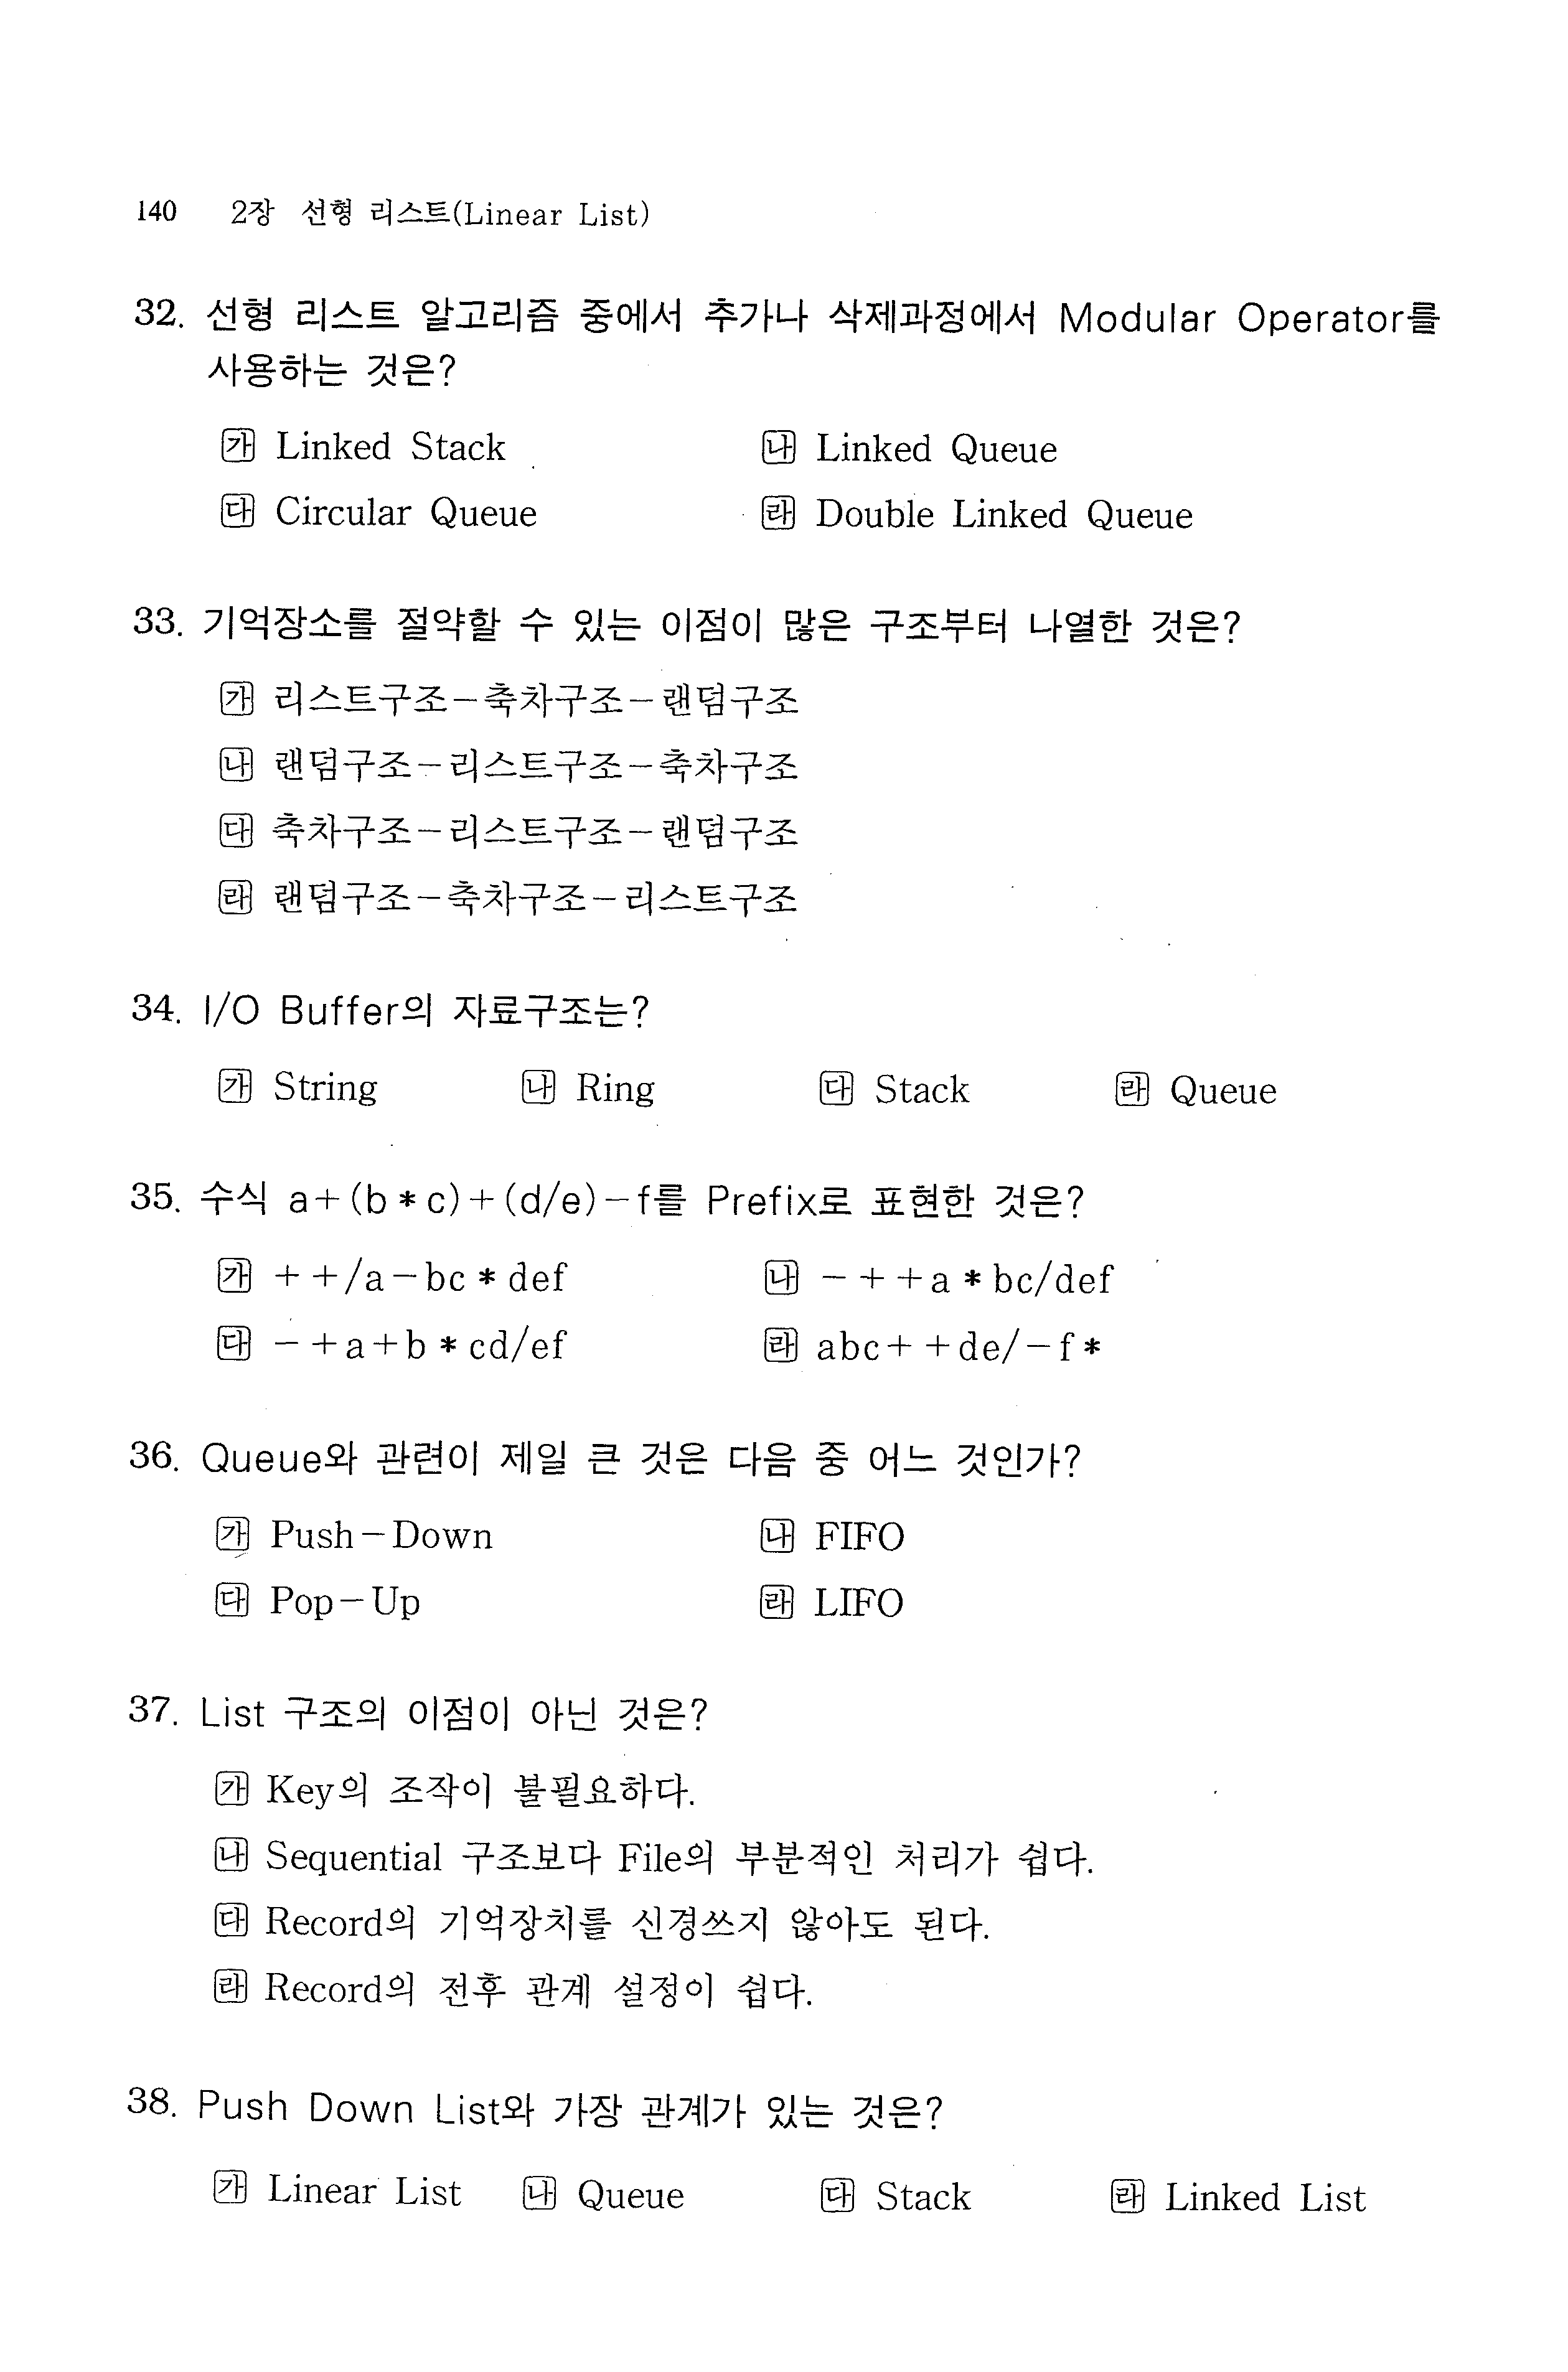 140 2장 선형 리스트(Linear List)
32. 선형 리스트 알고리즘 중에서 추가나 삭제과정에서 Modular Operator를
사용하는 것은?
㉮ Linked Stack ㉯ Linked Queue
㉰ Circular Queue ㉱ Double Linked Queue
33. 기억장소를 절약할 수 있는 이점이 많은 구조부터 나열한 것은?
㉮ 리스트구조-축차구조-랜덤구조
㉯ 랜덤구조-리스트구조-축차구조
㉰ 축차구조-리스트구조-랜덤구조
㉱ 랜덤구조-축차구조-리스트구조
34. I/O Buffer의 자료구조는?
㉮ String ㉯ Ring ㉰ Stack ㉱ Queue
35. 수식 a+(b*c)+(d/e)-f를 Prefix로 표현한 것은?
㉮ ++/a-bc*def ㉯ -++a*bc/def
㉰ -+a+b*cd/ef ㉱ abc++de/-f*
36. Queue와 관련이 제일 큰 것은 다음 중 어느 것인가?
㉮ Push-Down ㉯ FIFO
㉰ Pop-Up ㉱ LIFO
37. List 구조의 이점이 아닌 것은?
㉮ Key의 조작이 불필요하다.
㉯ Sequential 구조보다 File의 부분적인 처리가 쉽다.
㉰ Record의 기억장치를 신경쓰지 않아도 된다.
㉱ Record의 전후 관계 설정이 쉽다.
38. Push Down List와 가장 관계가 있는 것은?
㉮ Linear List ㉯ Queue ㉰ Stack ㉱ Linked List